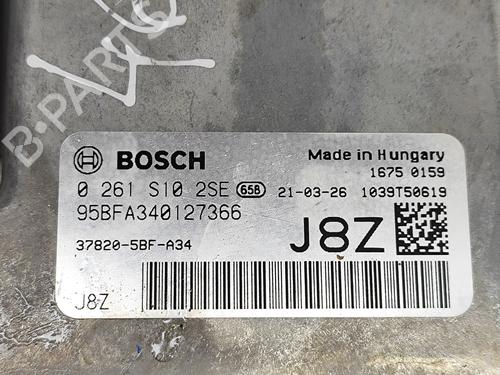 B-PARTS
BOSCH
Made in Hungary
1675 0159
0 261 S10 2SE 658 21-03-26 1039T50619
95BFA340127366
37820-5BF-A34
J8Z
J8Z